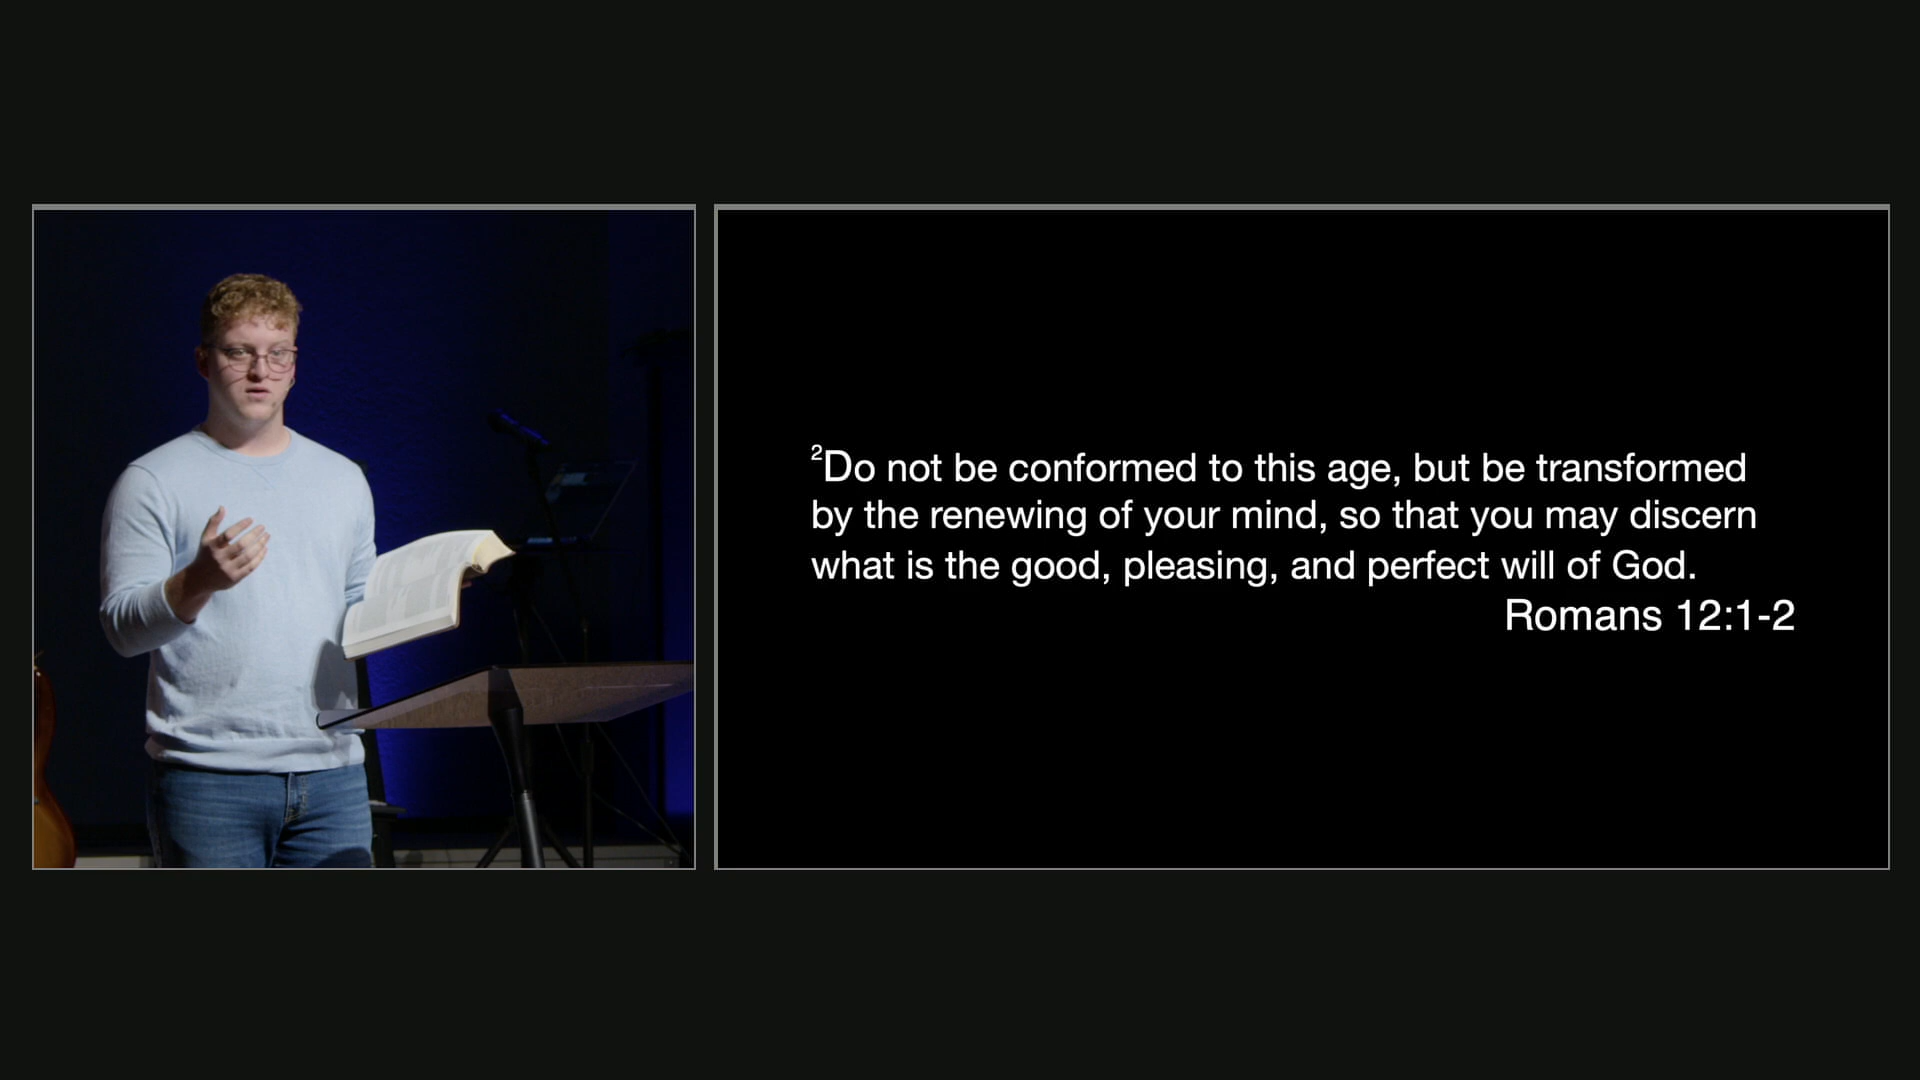 ²Do not be conformed to this age, but be transformed
by the renewing of your mind, so that you may discern
what is the good, pleasing, and perfect will of God.
Romans 12:1-2